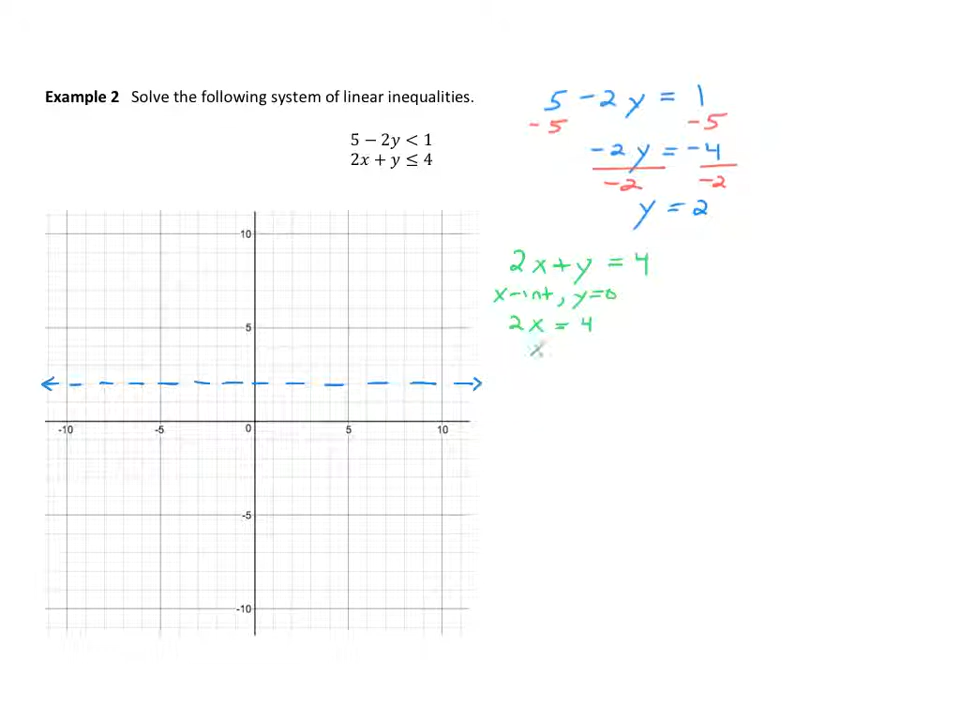 Example 2 Solve the following system of linear inequalities.
5 − 2y < 1
2x + y ≤ 4
5 - 2y = 1
-5 -5
-2y = -4
-2 -2
y = 2
2x + y = 4
x-int, y=0
2x = 4
x
10
5
-10 -5 0 5 10
-5
-10